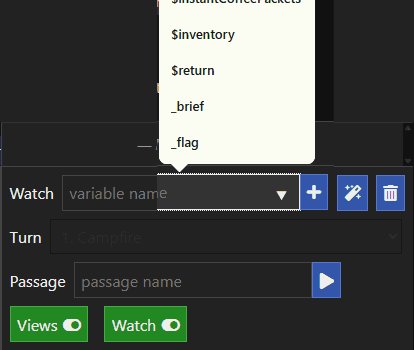 $instantCoffeePackets
$inventory
$return
_brief
_flag
Watch variable name
Turn 1. Campfire
Passage passage name
Views Watch